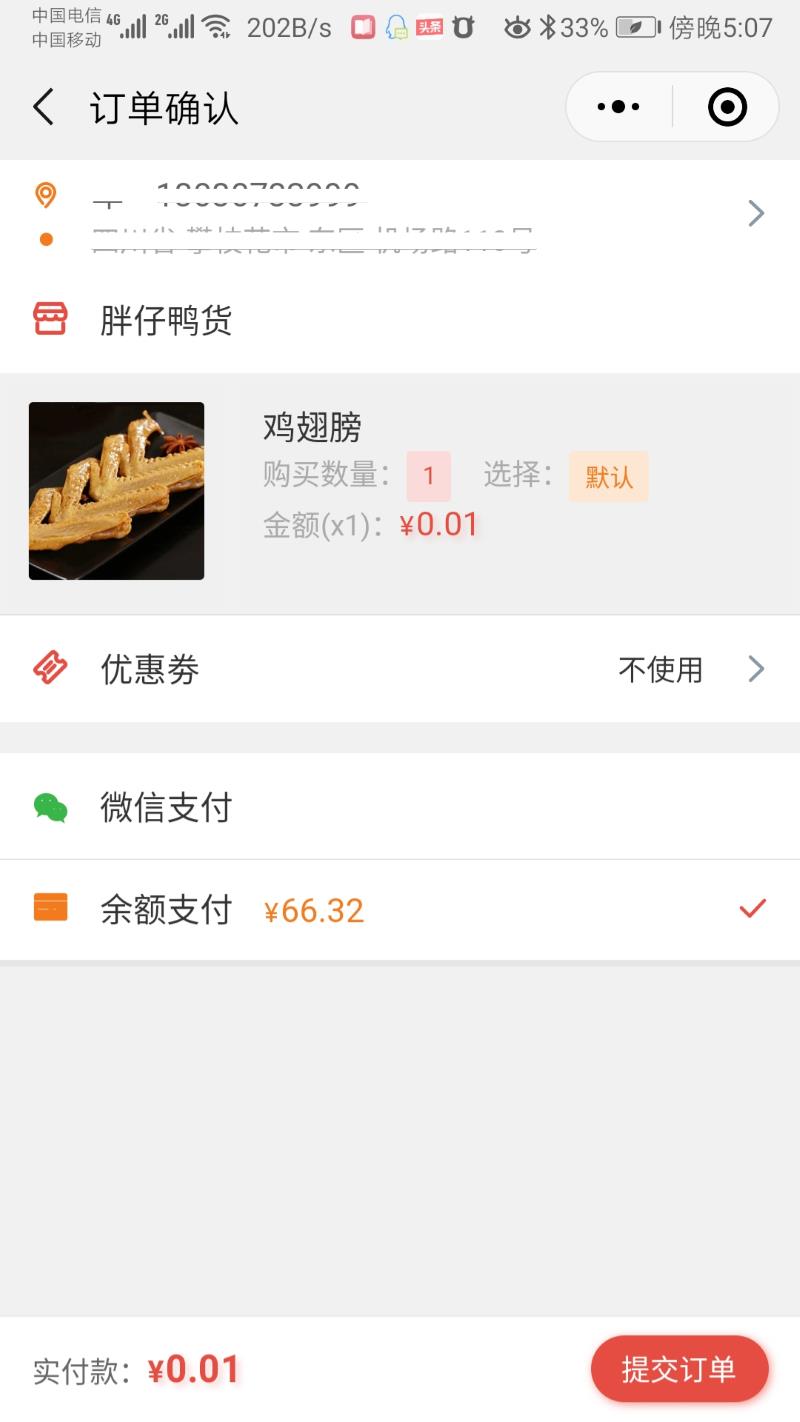 中国电信 4G 2G 202B/s 头条 33% 傍晚5:07
中国移动
订单确认
胖仔鸭货
鸡翅膀
购买数量： 1 选择： 默认
金额(x1)：¥0.01
优惠券 不使用
微信支付
余额支付 ¥66.32
实付款：¥0.01 提交订单